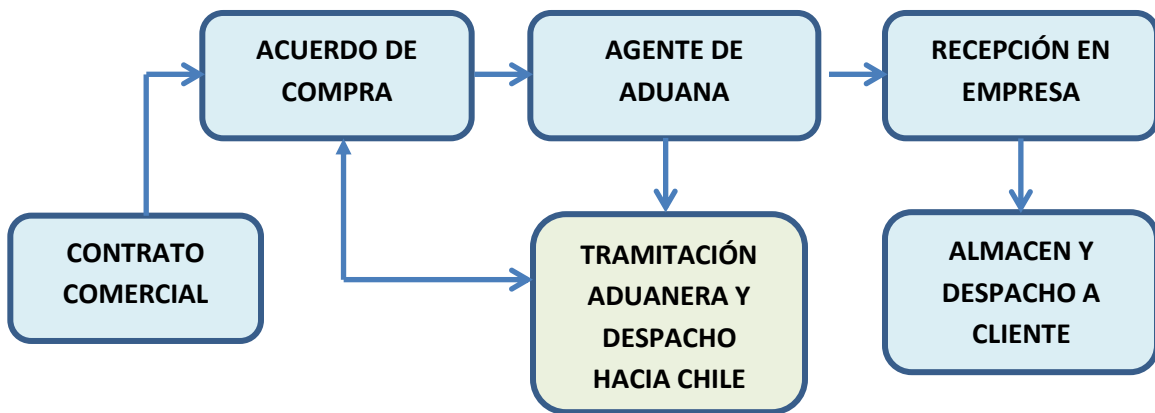 ACUERDO DE
COMPRA
AGENTE DE
ADUANA
RECEPCIÓN EN
EMPRESA
CONTRATO
COMERCIAL
TRAMITACIÓN
ADUANERA Y
DESPACHO
HACIA CHILE
ALMACEN Y
DESPACHO A
CLIENTE